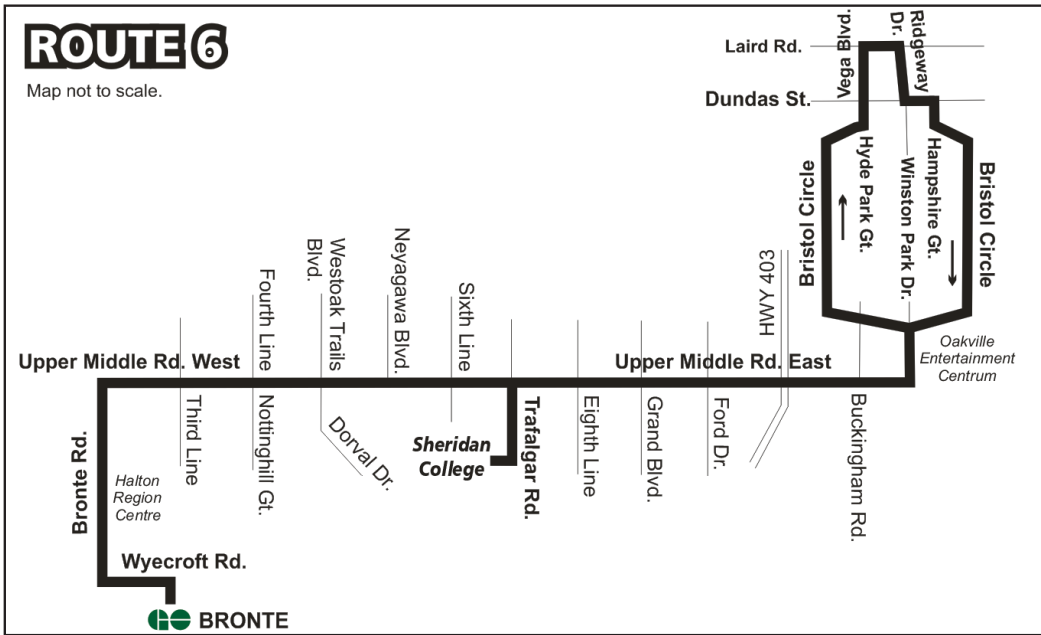 ROUTE 6
Map not to scale.
Laird Rd.
Vega Blvd.
Ridgeway
Dr.
Dundas St.
Bristol Circle
Hyde Park Gt.
Winston Park Dr.
Hampshire Gt.
Bristol Circle
Oakville
Entertainment
Centrum
Fourth Line
Westoak Trails
Blvd.
Neyagawa Blvd.
Sixth Line
HWY 403
Upper Middle Rd. West
Upper Middle Rd. East
Bronte Rd.
Third Line
Nottinghill Gt.
Dorval Dr.
Sheridan
College
Trafalgar Rd.
Eighth Line
Grand Blvd.
Ford Dr.
Buckingham Rd.
Halton
Region
Centre
Wyecroft Rd.
GO BRONTE